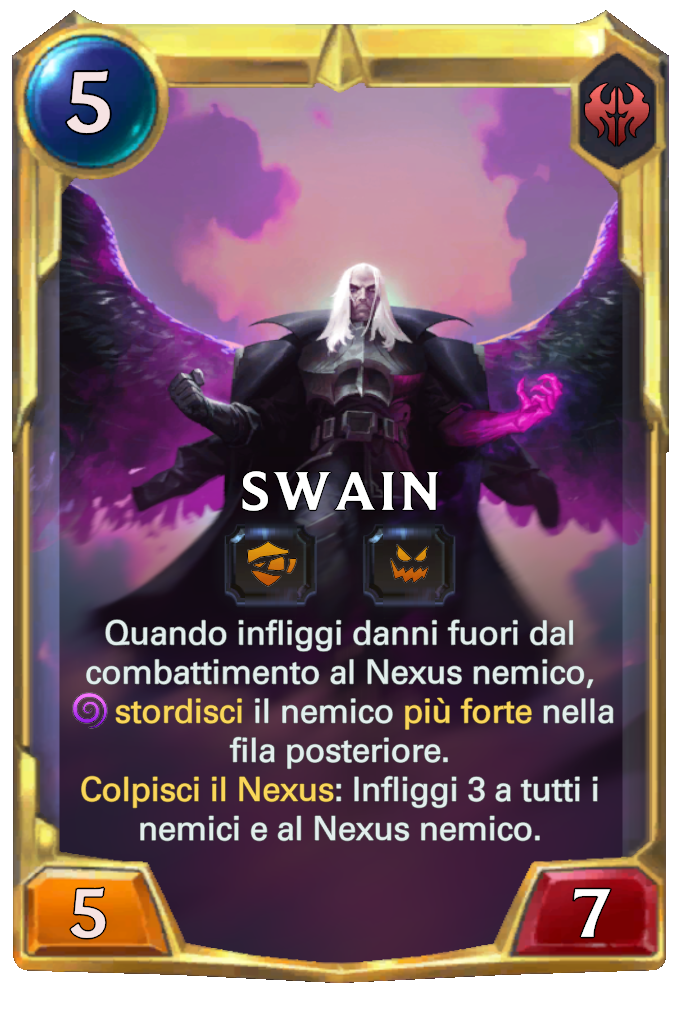 5
SWAIN
Quando infliggi danni fuori dal
combattimento al Nexus nemico,
stordisci il nemico più forte nella
fila posteriore.
Colpisci il Nexus: Infliggi 3 a tutti i
nemici e al Nexus nemico.
5
7